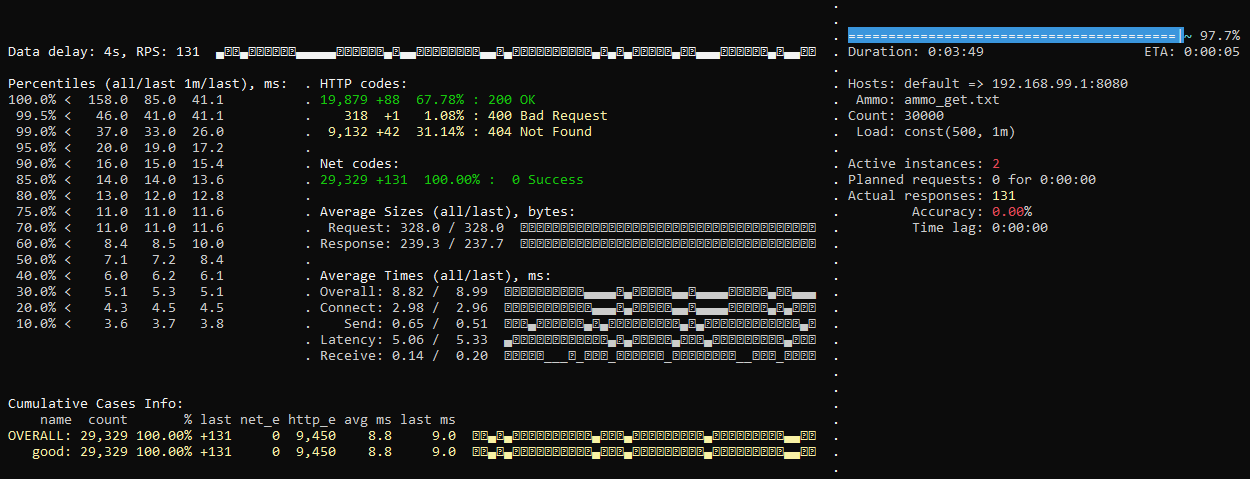 Data delay: 4s, RPS: 131
Percentiles (all/last 1m/last), ms:
100.0% < 158.0 85.0 41.1
99.5% < 46.0 41.0 41.1
99.0% < 37.0 33.0 26.0
95.0% < 20.0 19.0 17.2
90.0% < 16.0 15.0 15.4
85.0% < 14.0 14.0 13.6
80.0% < 13.0 12.0 12.8
75.0% < 11.0 11.0 11.6
70.0% < 11.0 11.0 11.6
60.0% < 8.4 8.5 10.0
50.0% < 7.1 7.2 8.4
40.0% < 6.0 6.2 6.1
30.0% < 5.1 5.3 5.1
20.0% < 4.3 4.5 4.5
10.0% < 3.6 3.7 3.8
HTTP codes:
19,879 +88 67.78% : 200 OK
318 +1 1.08% : 400 Bad Request
9,132 +42 31.14% : 404 Not Found
Net codes:
29,329 +131 100.00% : 0 Success
Average Sizes (all/last), bytes:
Request: 328.0 / 328.0
Response: 239.3 / 237.7
Average Times (all/last), ms:
Overall: 8.82 / 8.99
Connect: 2.98 / 2.96
Send: 0.65 / 0.51
Latency: 5.06 / 5.33
Receive: 0.14 / 0.20
Cumulative Cases Info:
name count % last net_e http_e avg ms last ms
OVERALL: 29,329 100.00% +131 0 9,450 8.8 9.0
good: 29,329 100.00% +131 0 9,450 8.8 9.0
=========================================|~ 97.7%
Duration: 0:03:49 ETA: 0:00:05
Hosts: default => 192.168.99.1:8080
Ammo: ammo_get.txt
Count: 30000
Load: const(500, 1m)
Active instances: 2
Planned requests: 0 for 0:00:00
Actual responses: 131
Accuracy: 0.00%
Time lag: 0:00:00